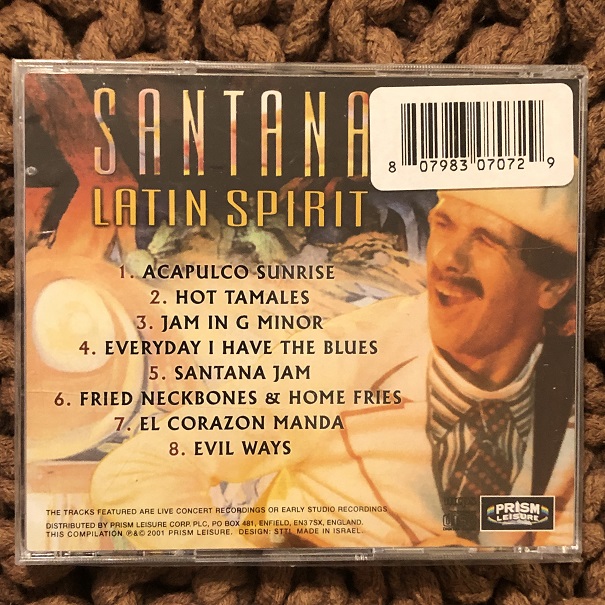 SANTANA
LATIN SPIRIT
8 07983 07072 9
1. ACAPULCO SUNRISE
2. HOT TAMALES
3. JAM IN G MINOR
4. EVERYDAY I HAVE THE BLUES
5. SANTANA JAM
6. FRIED NECKBONES & HOME FRIES
7. EL CORAZON MANDA
8. EVIL WAYS
THE TRACKS FEATURED ARE LIVE CONCERT RECORDINGS OR EARLY STUDIO RECORDINGS
DISTRIBUTED BY PRISM LEISURE CORP. PLC, PO BOX 481, ENFIELD, EN3 7SX, ENGLAND.
THIS COMPILATION ℗&© 2001 PRISM LEISURE. DESIGN: STTL MADE IN ISRAEL.
PRISM
LEISURE